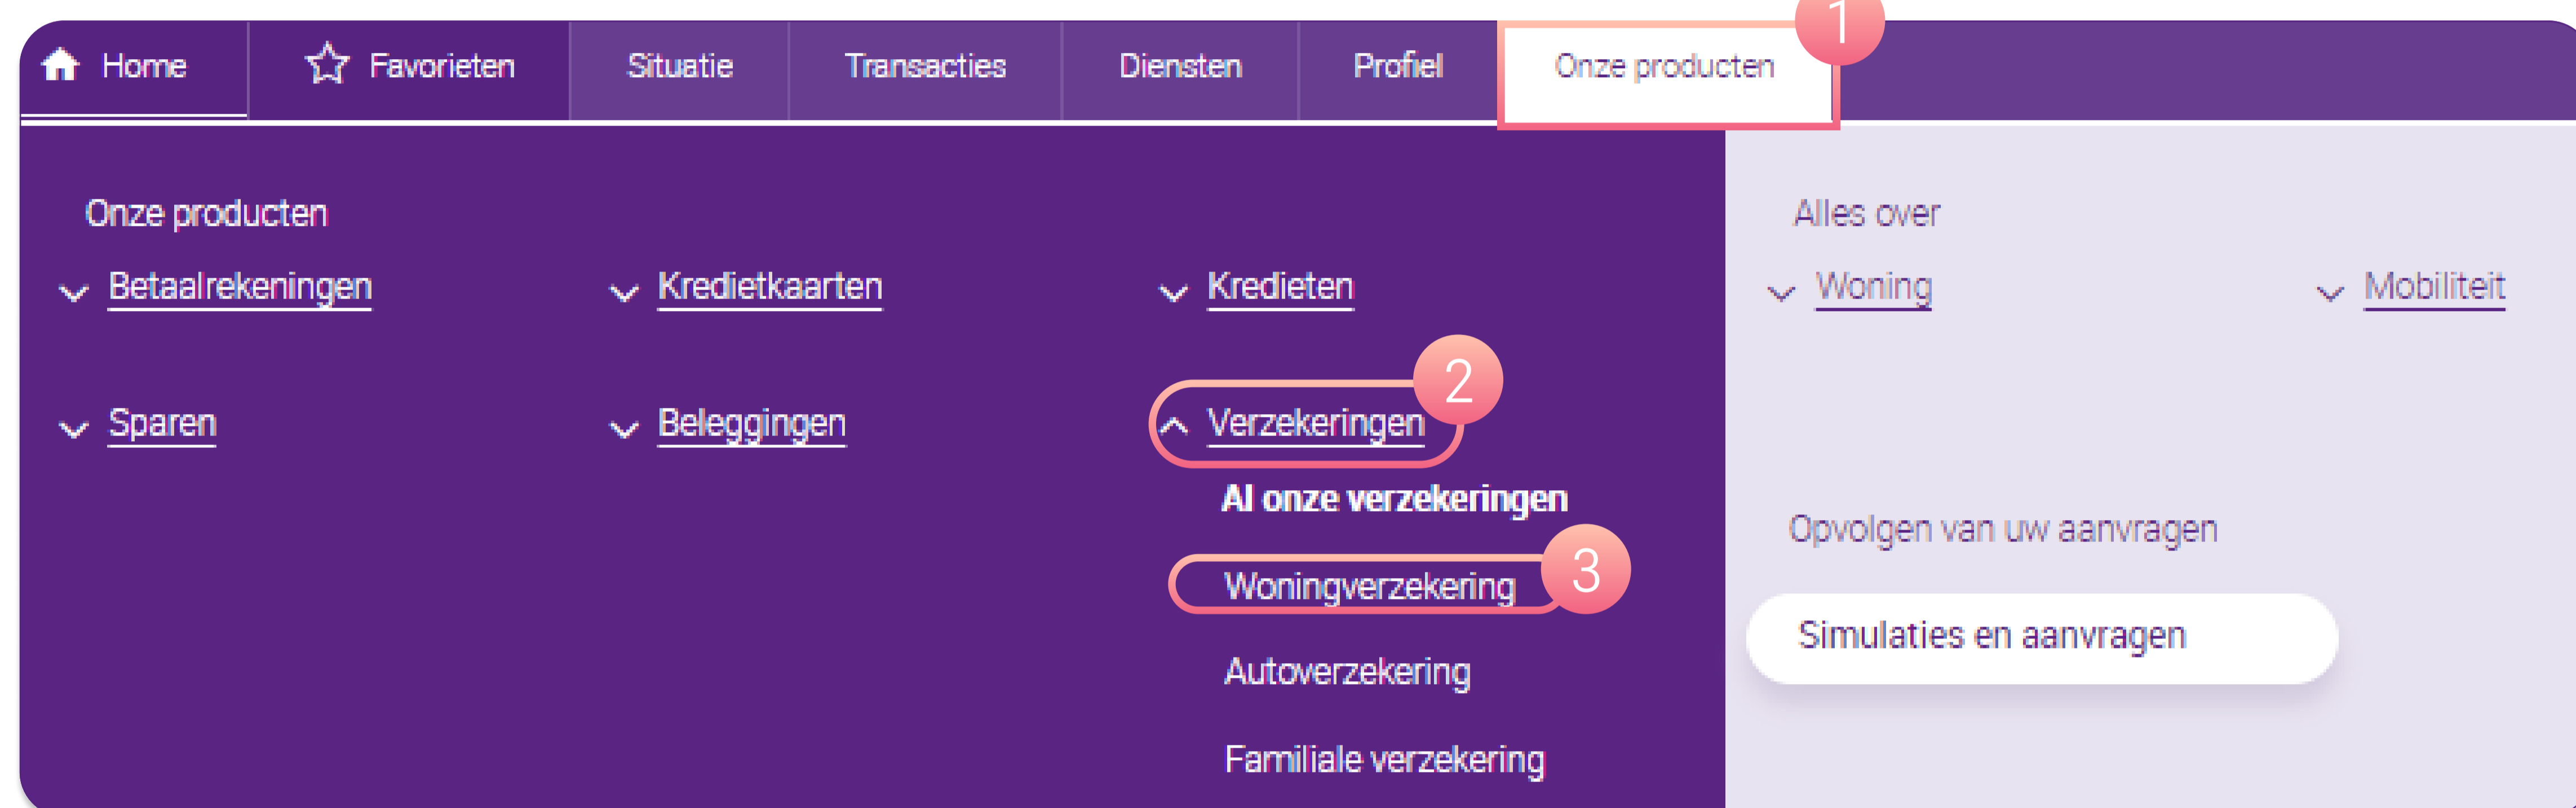 Home Favorieten Situatie Transacties Diensten Profiel Onze producten 1
Onze producten
Betaalrekeningen Kredietkaarten Kredieten
2
Sparen Beleggingen Verzekeringen
Al onze verzekeringen
Woningverzekering 3
Autoverzekering
Familiale verzekering
Alles over
Woning Mobiliteit
Opvolgen van uw aanvragen
Simulaties en aanvragen